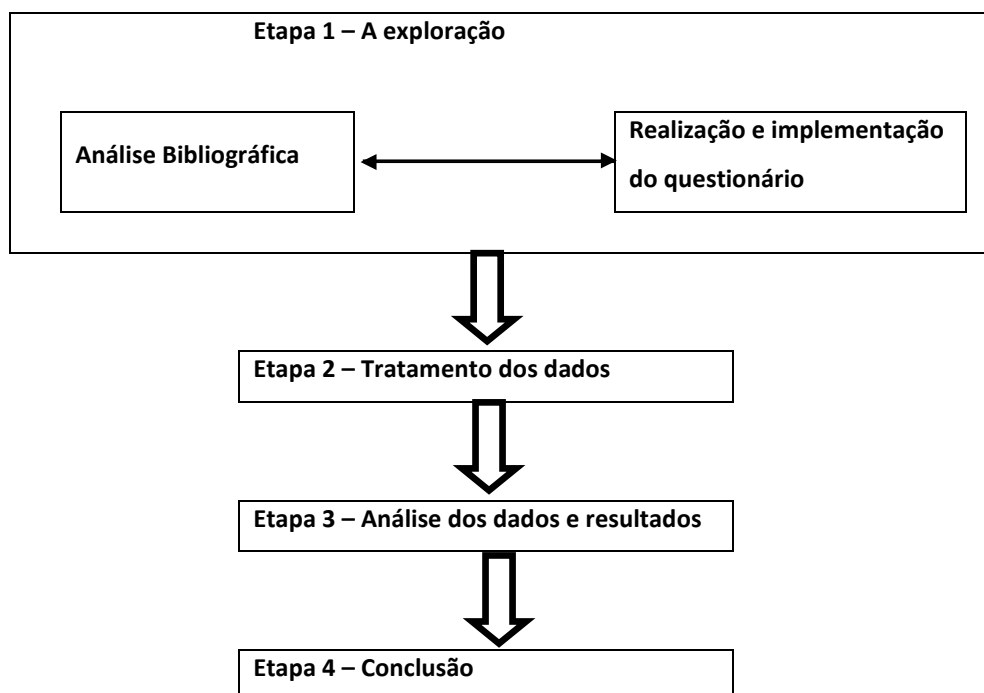 Etapa 1 – A exploração
Análise Bibliográfica
Realização e implementação
do questionário
Etapa 2 – Tratamento dos dados
Etapa 3 – Análise dos dados e resultados
Etapa 4 – Conclusão